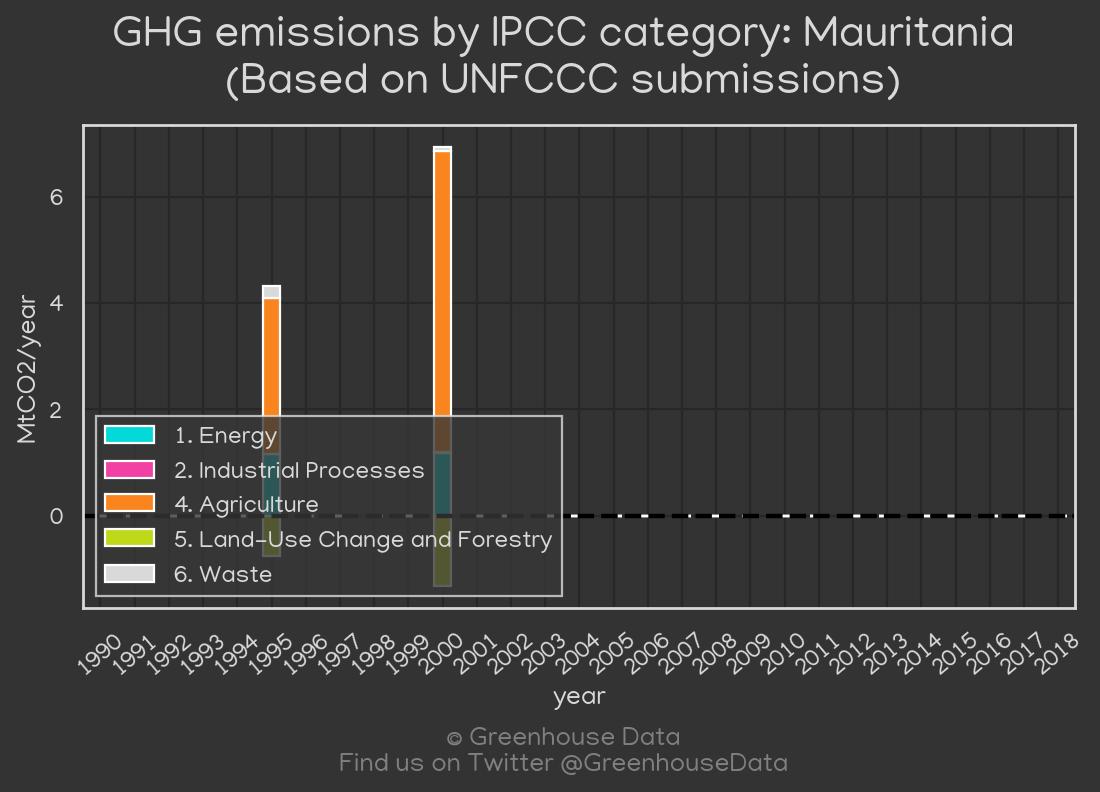 GHG emissions by IPCC category: Mauritania
(Based on UNFCCC submissions)
MtCO2/year
6
4
2
0
1. Energy
2. Industrial Processes
4. Agriculture
5. Land-Use Change and Forestry
6. Waste
1990 1991 1992 1993 1994 1995 1996 1997 1998 1999 2000 2001 2002 2003 2004 2005 2006 2007 2008 2009 2010 2011 2012 2013 2014 2015 2016 2017 2018
year
© Greenhouse Data
Find us on Twitter @GreenhouseData